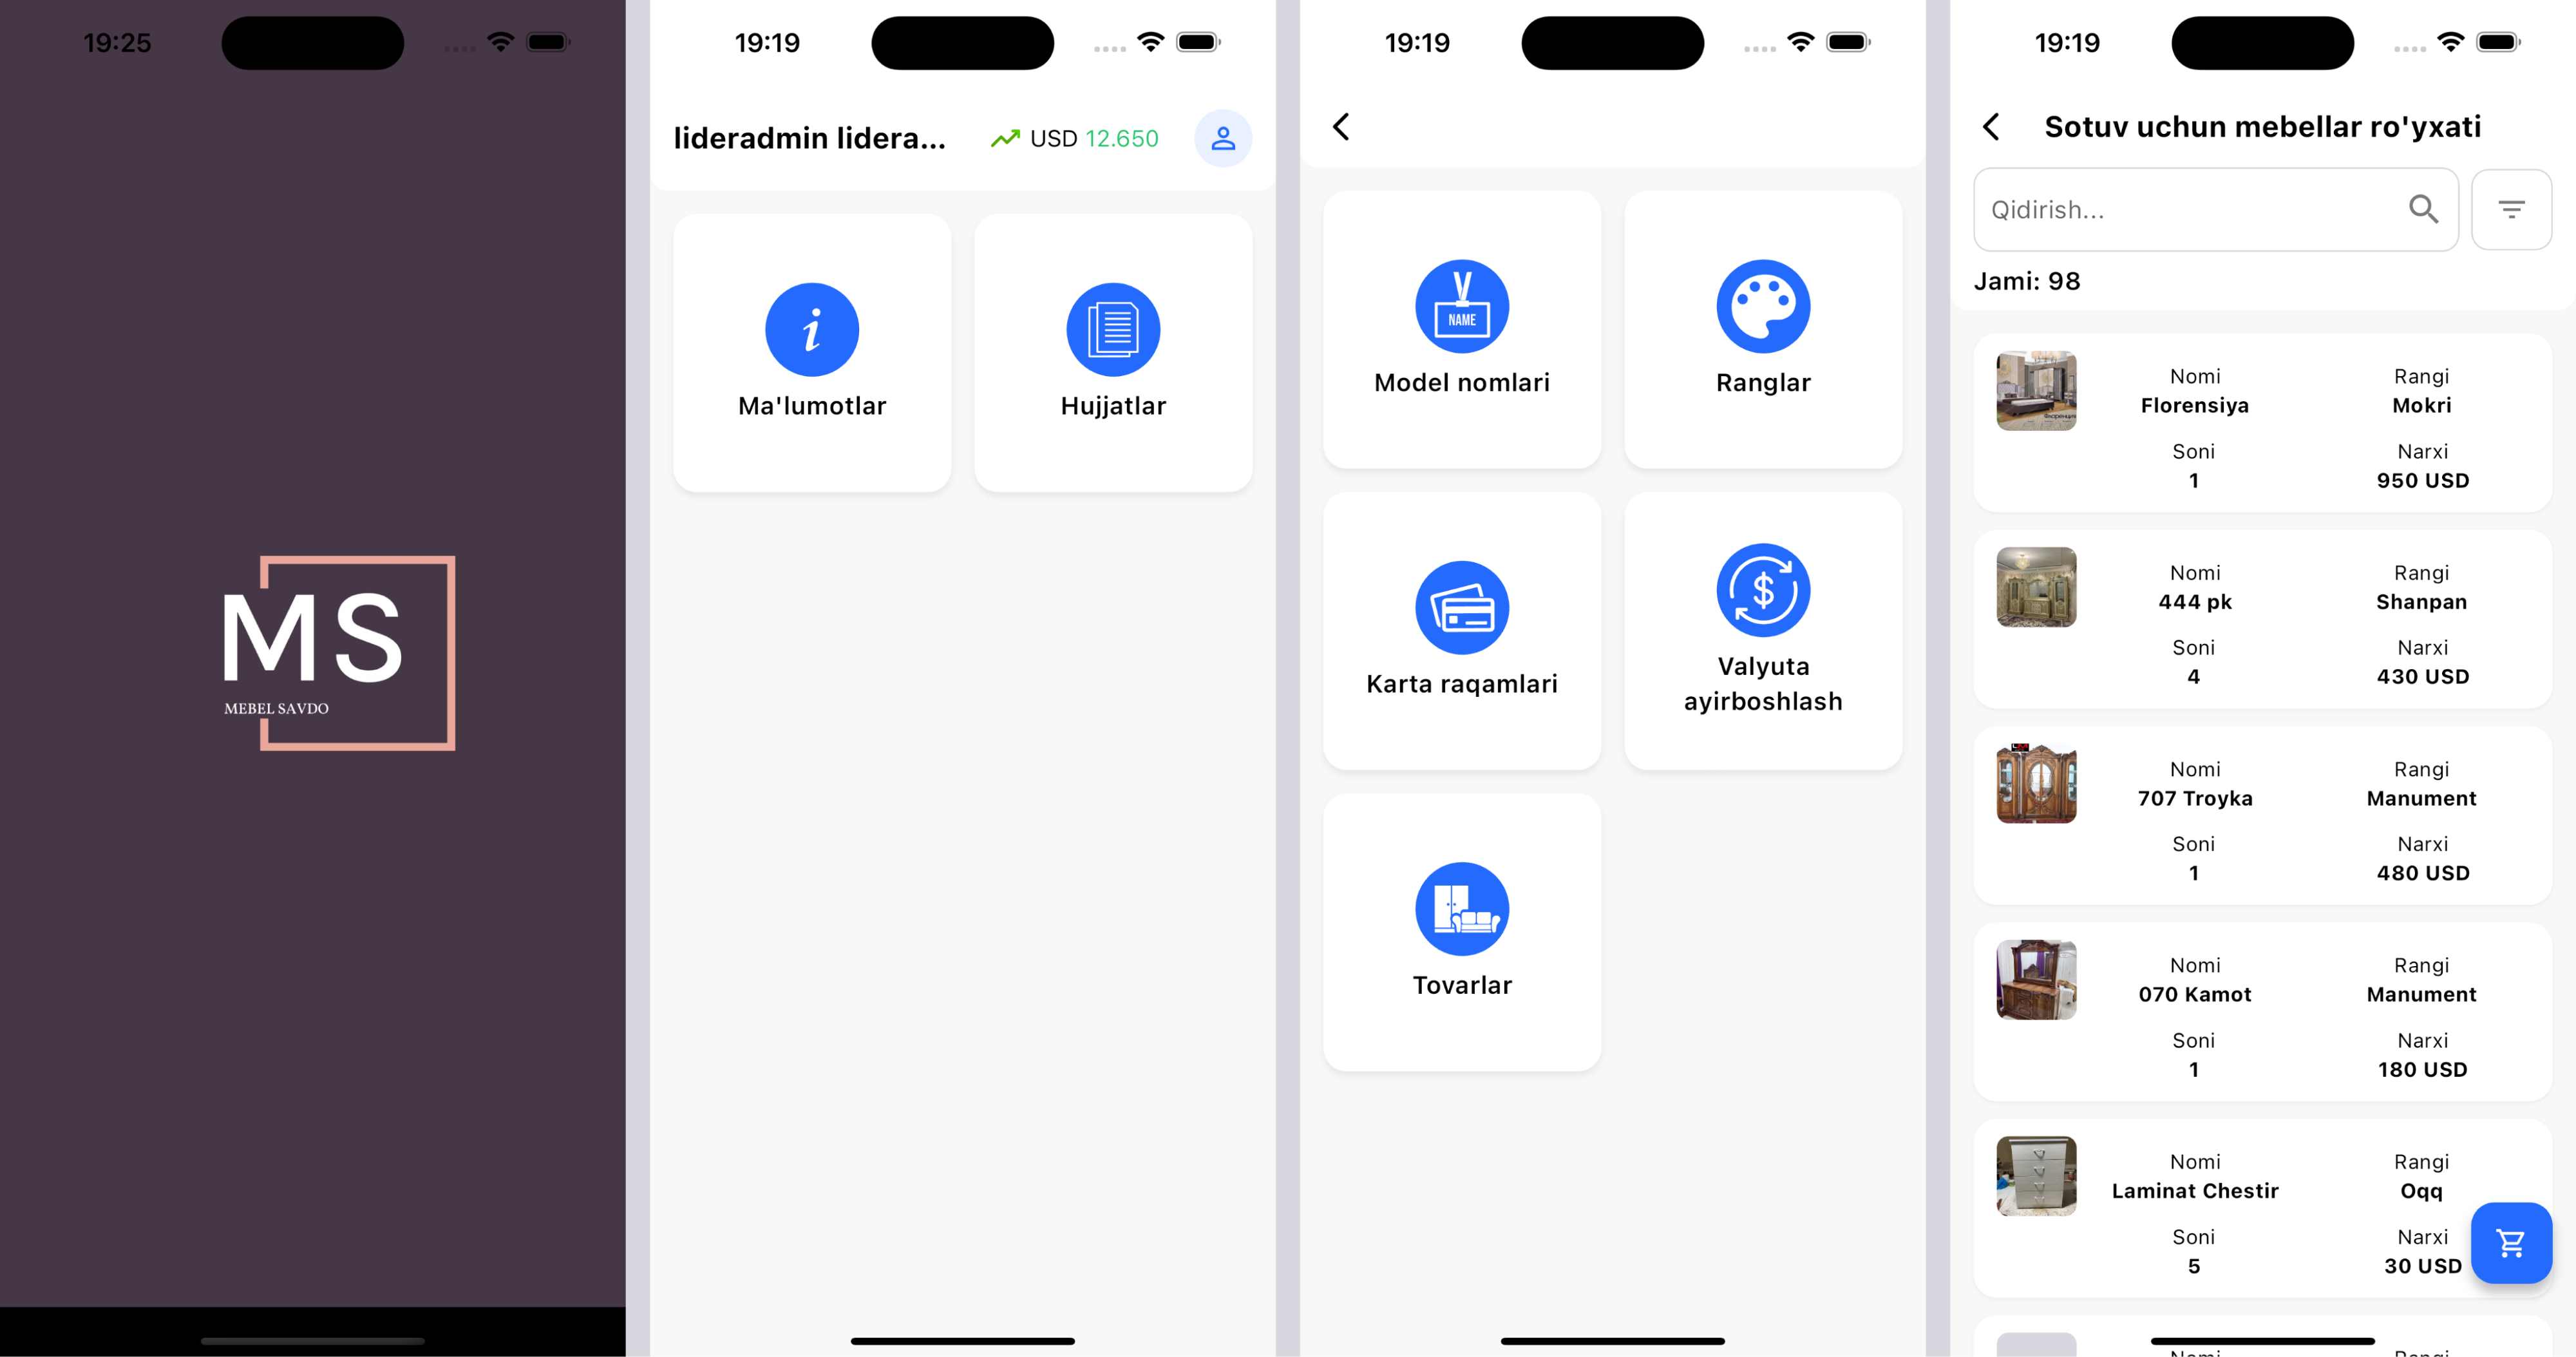 19:25
MS
MEBEL SAVDO
19:19
lideradmin lidera...
USD 12.650
Ma'lumotlar
Hujjatlar
19:19
NAME
Model nomlari
Ranglar
Karta raqamlari
Valyuta
ayirboshlash
Tovarlar
19:19
Sotuv uchun mebellar ro'yxati
Qidirish...
Jami: 98
Nomi Rangi
Florensiya Mokri
Soni Narxi
1 950 USD
Nomi Rangi
444 pk Shanpan
Soni Narxi
4 430 USD
Nomi Rangi
707 Troyka Manument
Soni Narxi
1 480 USD
Nomi Rangi
070 Kamot Manument
Soni Narxi
1 180 USD
Nomi Rangi
Laminat Chestir Oqq
Soni Narxi
5 30 USD
Nomi Rangi